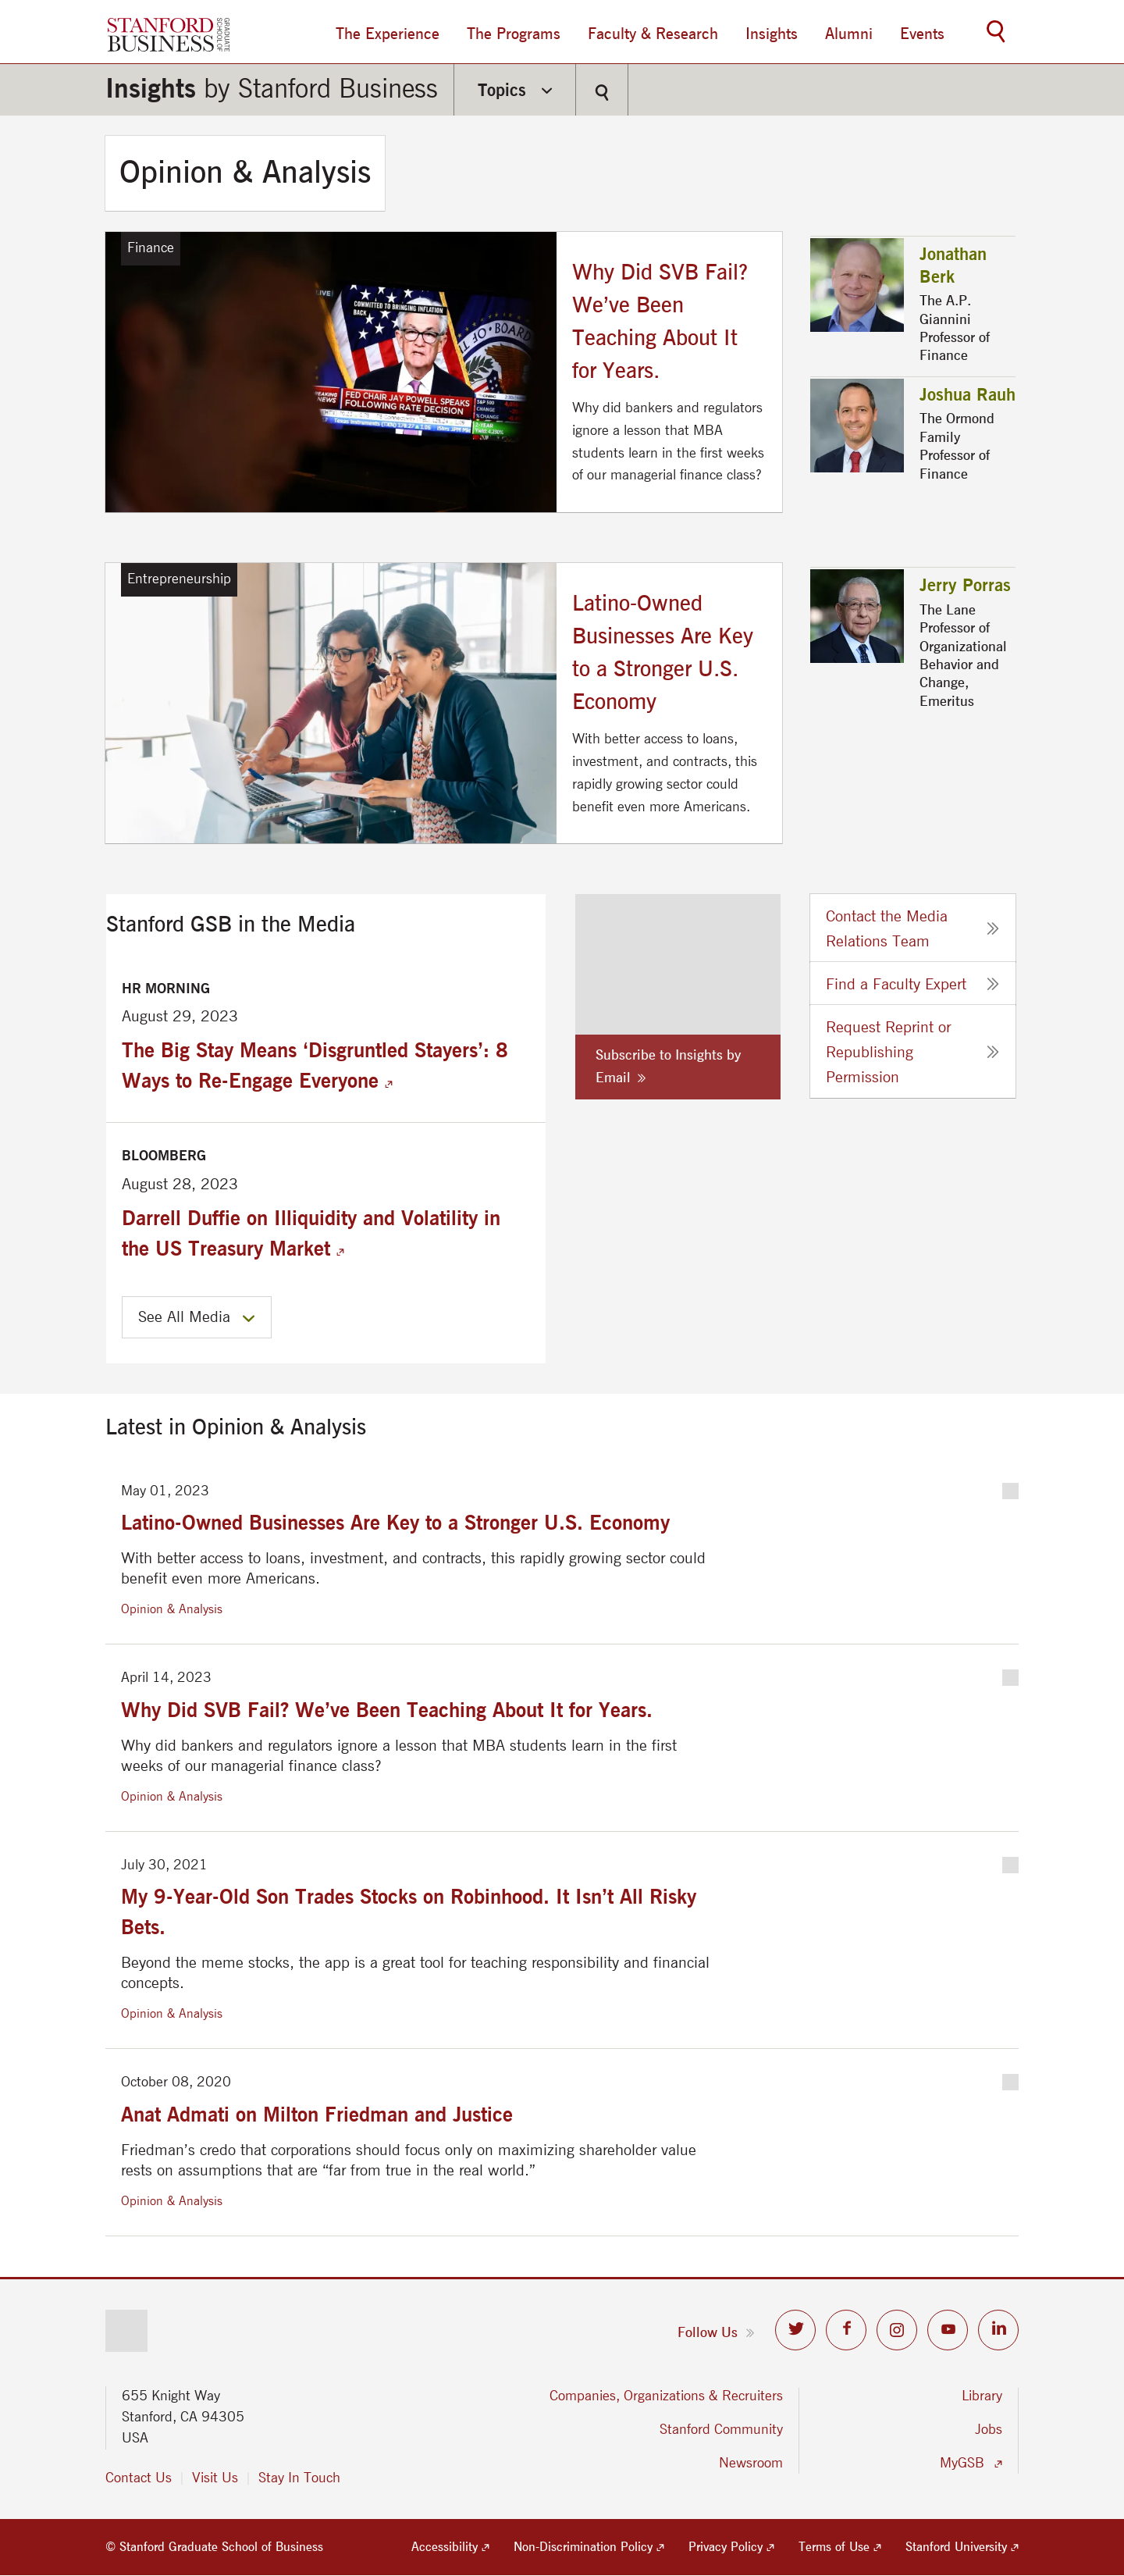 STANFORD
BUSINESS
GRADUATE
SCHOOL OF
The Experience
The Programs
Faculty & Research
Insights
Alumni
Events
Insights by Stanford Business
Topics
Opinion & Analysis
Finance
LIVE
COMMITTED TO BRINGING INFLATION
BACK
OF
BOARD
BREAKING
NEWS
FED CHAIR JAY POWELL SPEAKS
FOLLOWING RATE DECISION
Why Did SVB Fail?
We’ve Been
Teaching About It
for Years.
Why did bankers and regulators
ignore a lesson that MBA
students learn in the first weeks
of our managerial finance class?
Jonathan
Berk
The A.P.
Giannini
Professor of
Finance
Joshua Rauh
The Ormond
Family
Professor of
Finance
Entrepreneurship
Latino-Owned
Businesses Are Key
to a Stronger U.S.
Economy
With better access to loans,
investment, and contracts, this
rapidly growing sector could
benefit even more Americans.
Jerry Porras
The Lane
Professor of
Organizational
Behavior and
Change,
Emeritus
Stanford GSB in the Media
HR MORNING
August 29, 2023
The Big Stay Means ‘Disgruntled Stayers’: 8
Ways to Re-Engage Everyone
BLOOMBERG
August 28, 2023
Darrell Duffie on Illiquidity and Volatility in
the US Treasury Market
See All Media
Subscribe to Insights by
Email
Contact the Media
Relations Team
Find a Faculty Expert
Request Reprint or
Republishing
Permission
Latest in Opinion & Analysis
May 01, 2023
Latino-Owned Businesses Are Key to a Stronger U.S. Economy
With better access to loans, investment, and contracts, this rapidly growing sector could
benefit even more Americans.
Opinion & Analysis
April 14, 2023
Why Did SVB Fail? We’ve Been Teaching About It for Years.
Why did bankers and regulators ignore a lesson that MBA students learn in the first
weeks of our managerial finance class?
Opinion & Analysis
July 30, 2021
My 9-Year-Old Son Trades Stocks on Robinhood. It Isn’t All Risky
Bets.
Beyond the meme stocks, the app is a great tool for teaching responsibility and financial
concepts.
Opinion & Analysis
October 08, 2020
Anat Admati on Milton Friedman and Justice
Friedman’s credo that corporations should focus only on maximizing shareholder value
rests on assumptions that are “far from true in the real world.”
Opinion & Analysis
Follow Us
655 Knight Way
Stanford, CA 94305
USA
Contact Us
Visit Us
Stay In Touch
Companies, Organizations & Recruiters
Stanford Community
Newsroom
Library
Jobs
MyGSB
© Stanford Graduate School of Business
Accessibility
Non-Discrimination Policy
Privacy Policy
Terms of Use
Stanford University